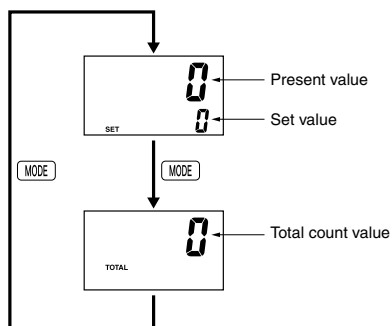 0
Present value
SET
0
Set value
MODE
MODE
0
Total count value
TOTAL